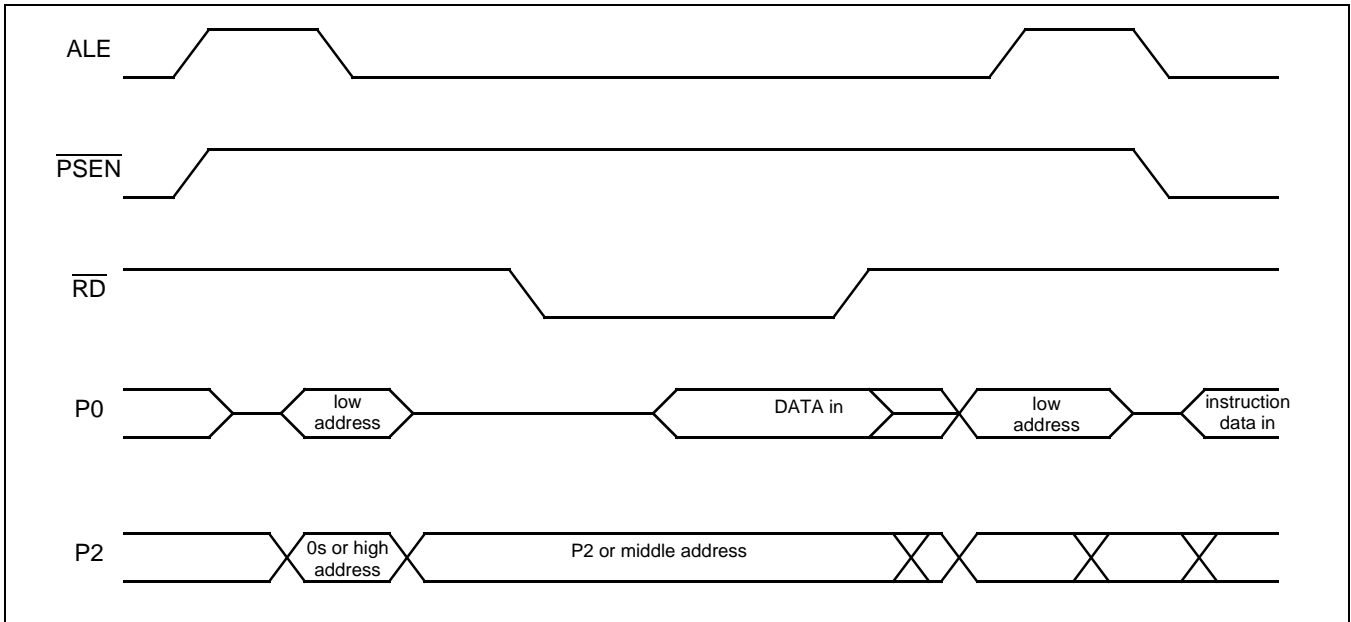 ALE
PSEN
RD
P0
low
address
DATA in
low
address
instruction
data in
P2
0s or high
address
P2 or middle address